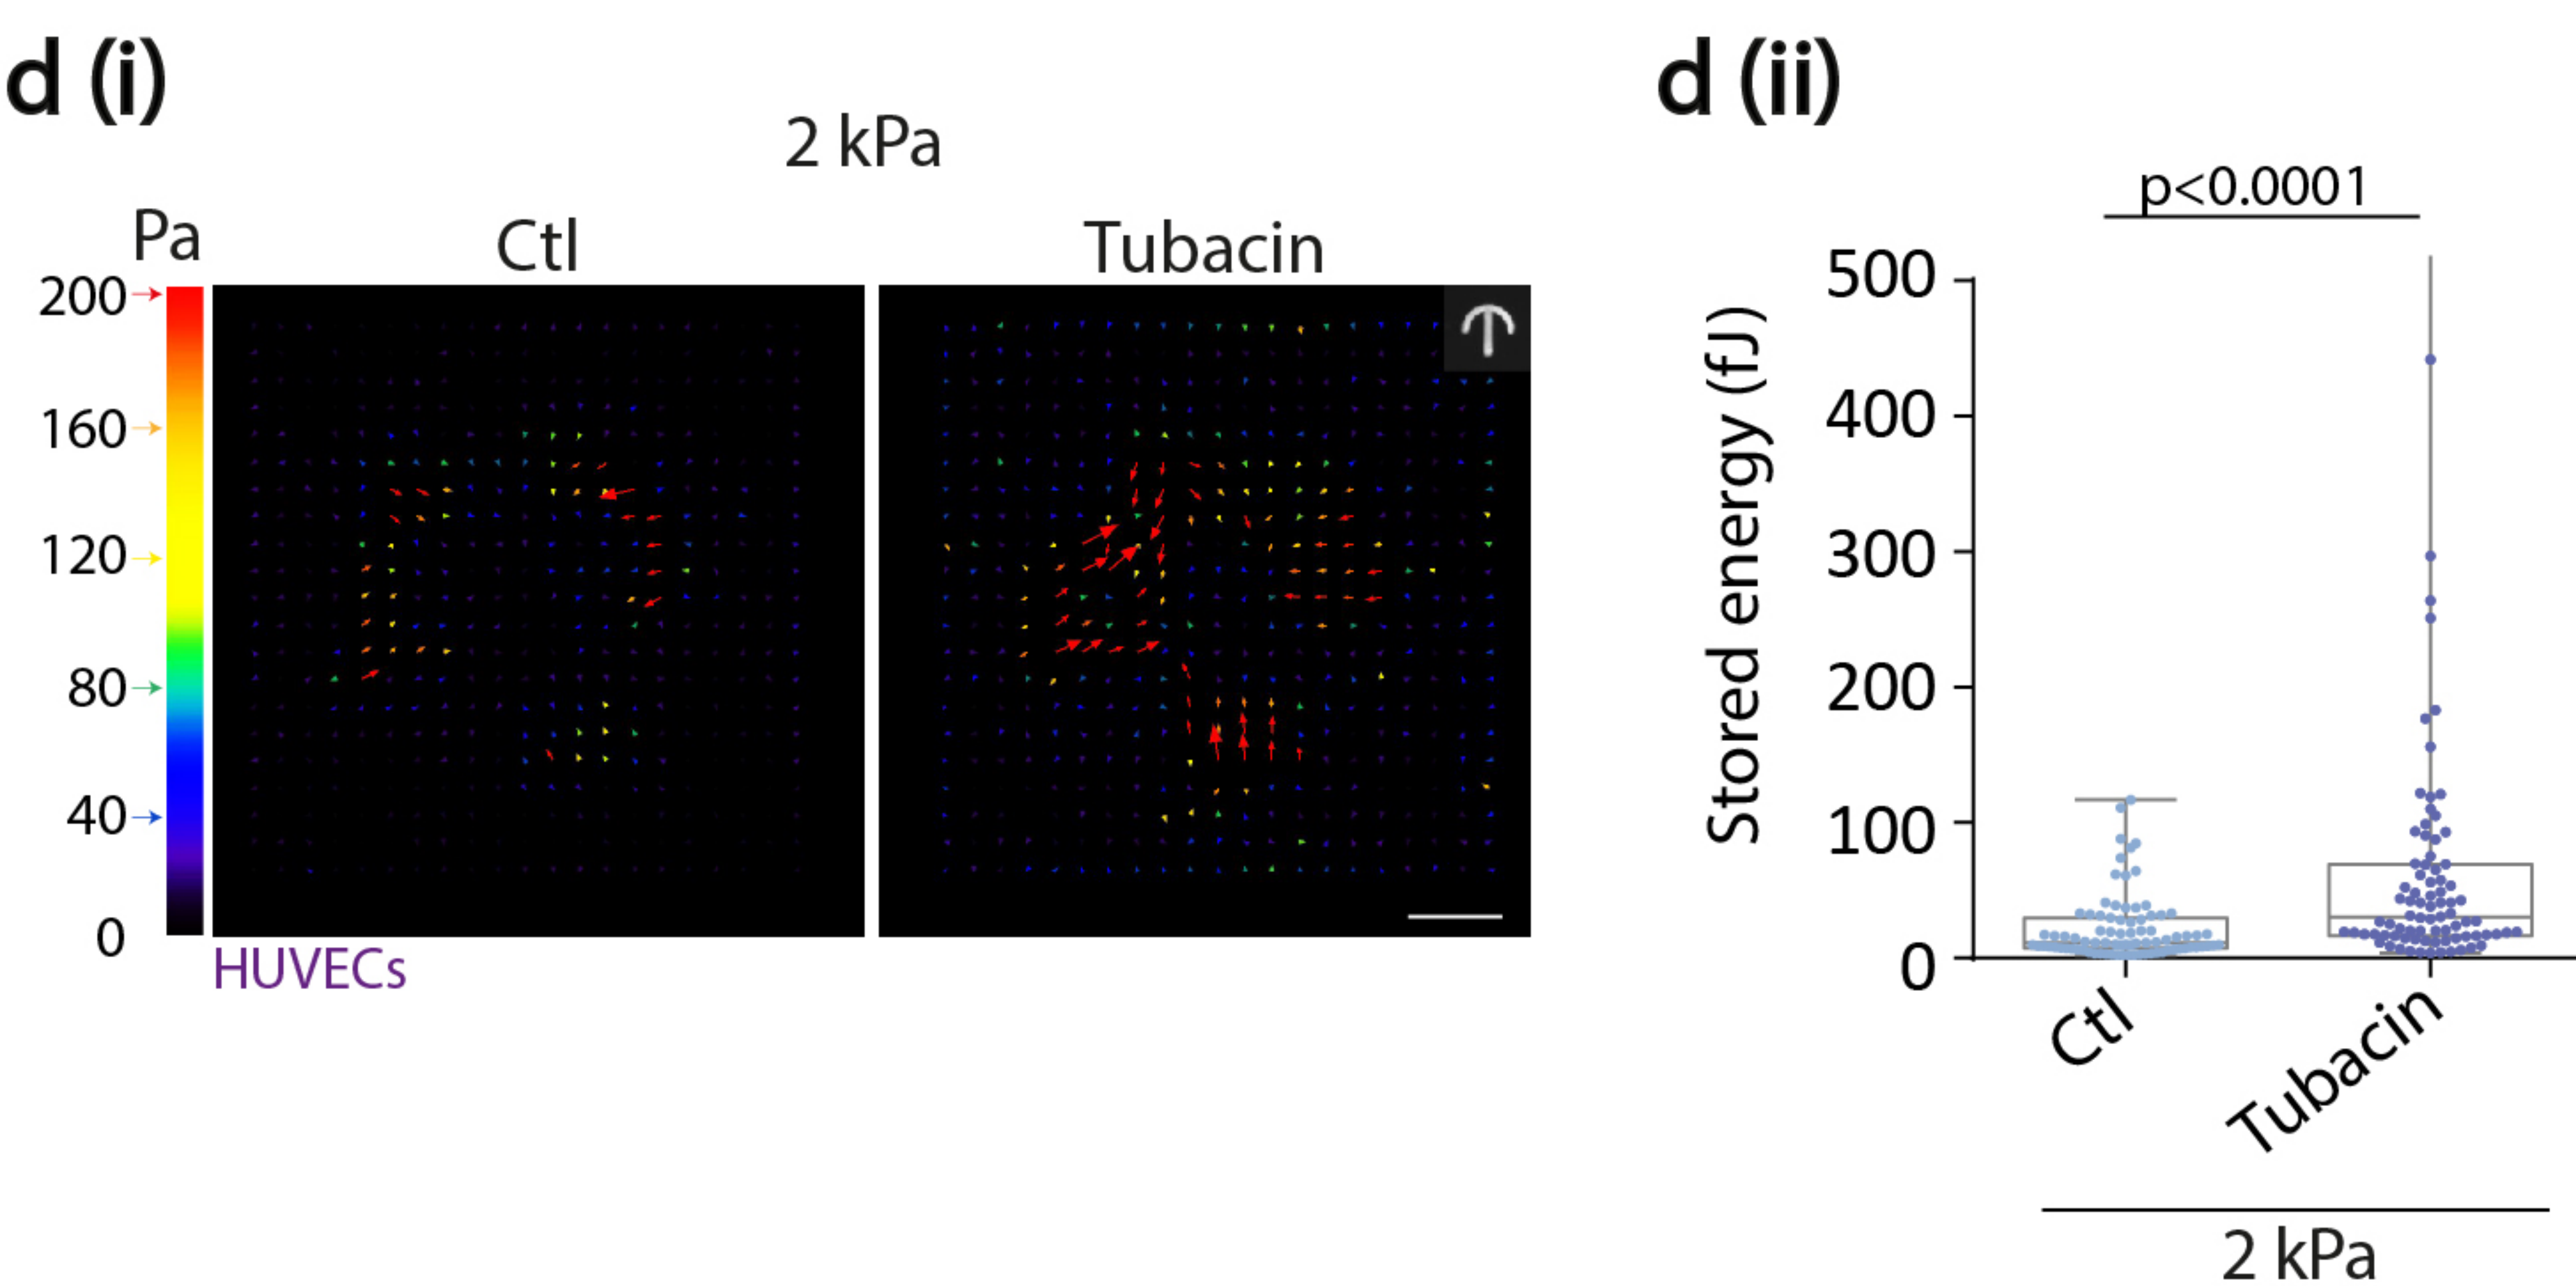 d (i)
2 kPa
Pa
Ctl
Tubacin
200
160
120
80
40
0
HUVECs
d (ii)
p<0.0001
Stored energy (fJ)
500
400
300
200
100
0
Ctl
Tubacin
2 kPa